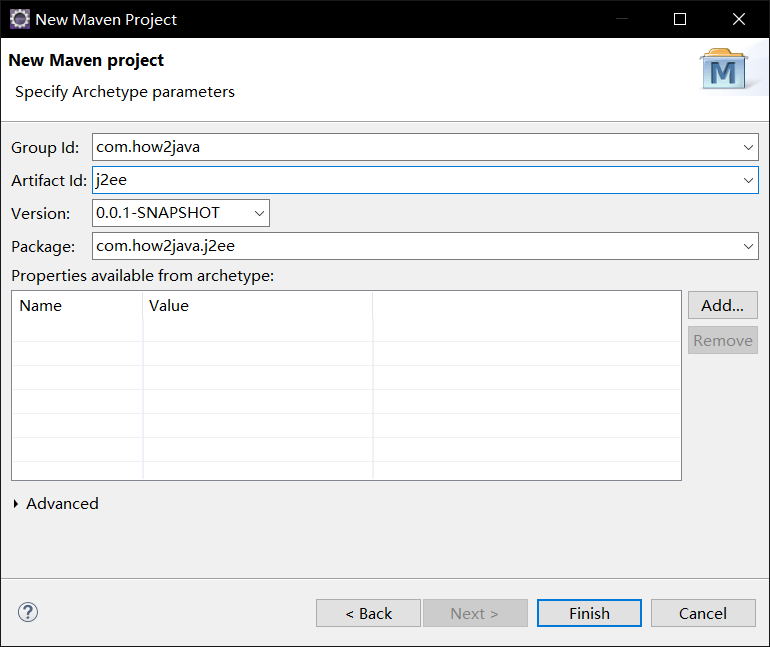 New Maven Project
New Maven project
Specify Archetype parameters
M
Group Id: com.how2java
Artifact Id: j2ee
Version: 0.0.1-SNAPSHOT
Package: com.how2java.j2ee
Properties available from archetype:
Name Value Add...
Remove
Advanced
? < Back Next > Finish Cancel